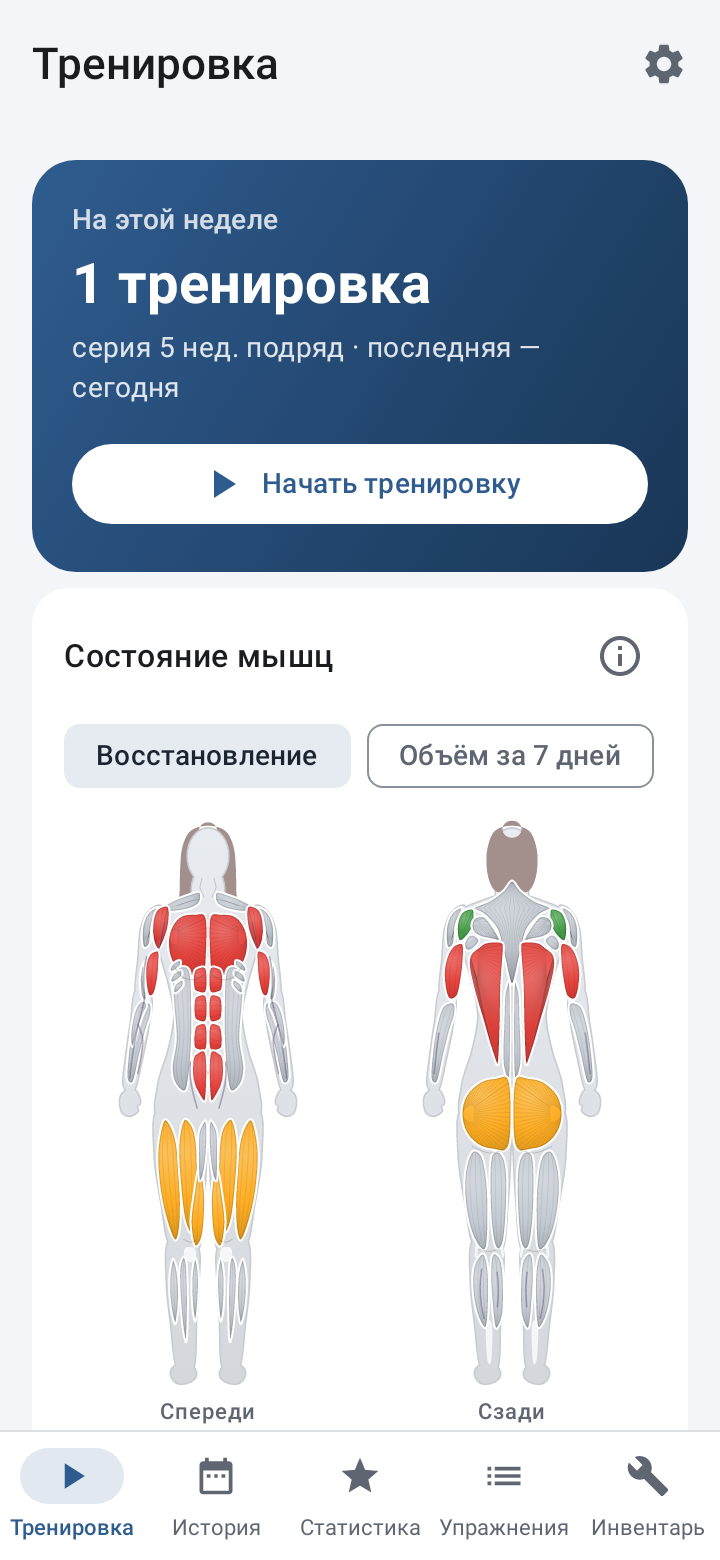 Тренировка
На этой неделе
1 тренировка
серия 5 нед. подряд · последняя —
сегодня
Начать тренировку
Состояние мышц
Восстановление
Объём за 7 дней
Спереди
Сзади
Тренировка
История
Статистика
Упражнения
Инвентарь